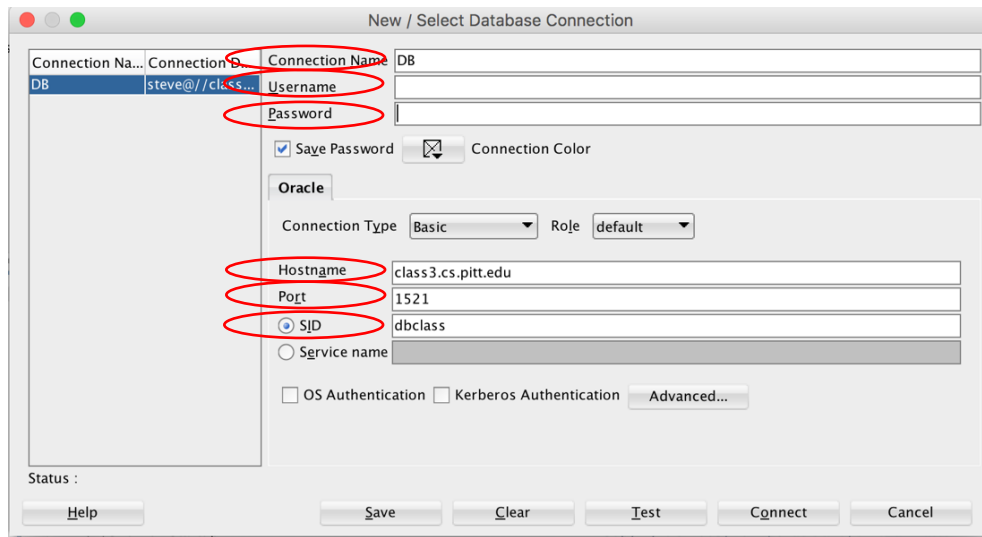 New / Select Database Connection
Connection Na... Connection D...
DB steve@//class...
Connection Name DB
Username
Password
Save Password Connection Color
Oracle
Connection Type Basic Role default
Hostname class3.cs.pitt.edu
Port 1521
SID dbclass
Service name
OS Authentication Kerberos Authentication Advanced...
Status :
Help Save Clear Test Connect Cancel